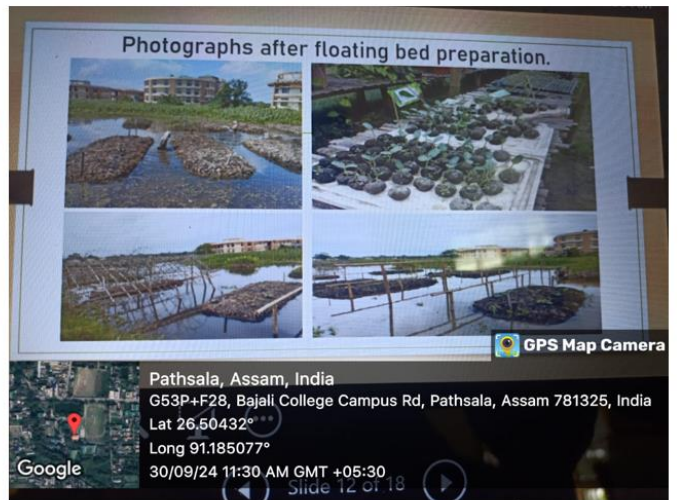 Photographs after floating bed preparation.
GPS Map Camera
Pathsala, Assam, India
G53P+F28, Bajali College Campus Rd, Pathsala, Assam 781325, India
Lat 26.50432°
Long 91.185077°
30/09/24 11:30 AM GMT +05:30
Google
Slide 12 of 18